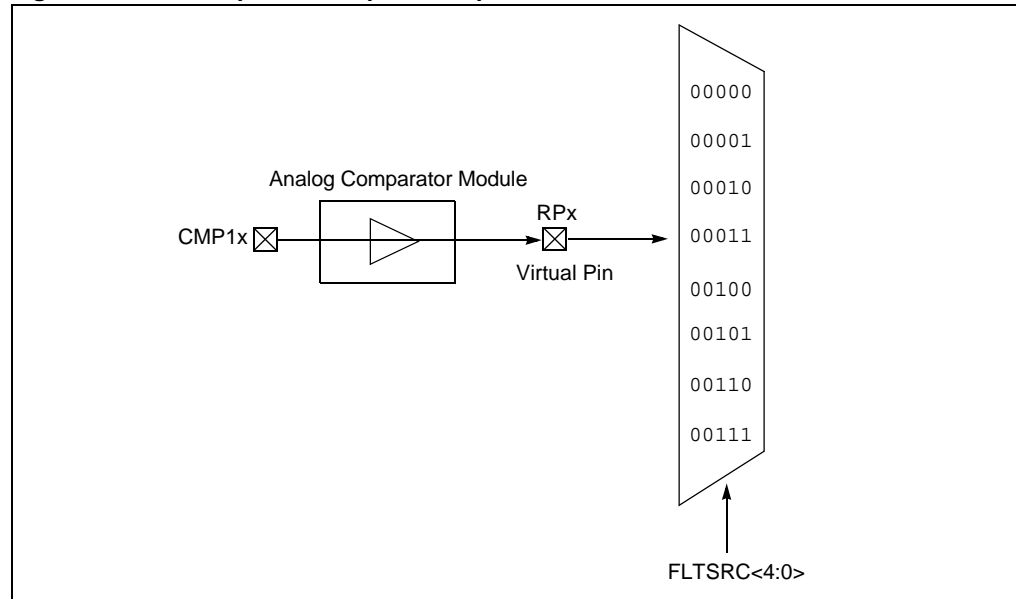 00000
00001
Analog Comparator Module
00010
RPx
CMP1x
00011
Virtual Pin
00100
00101
00110
00111
FLTSRC<4:0>